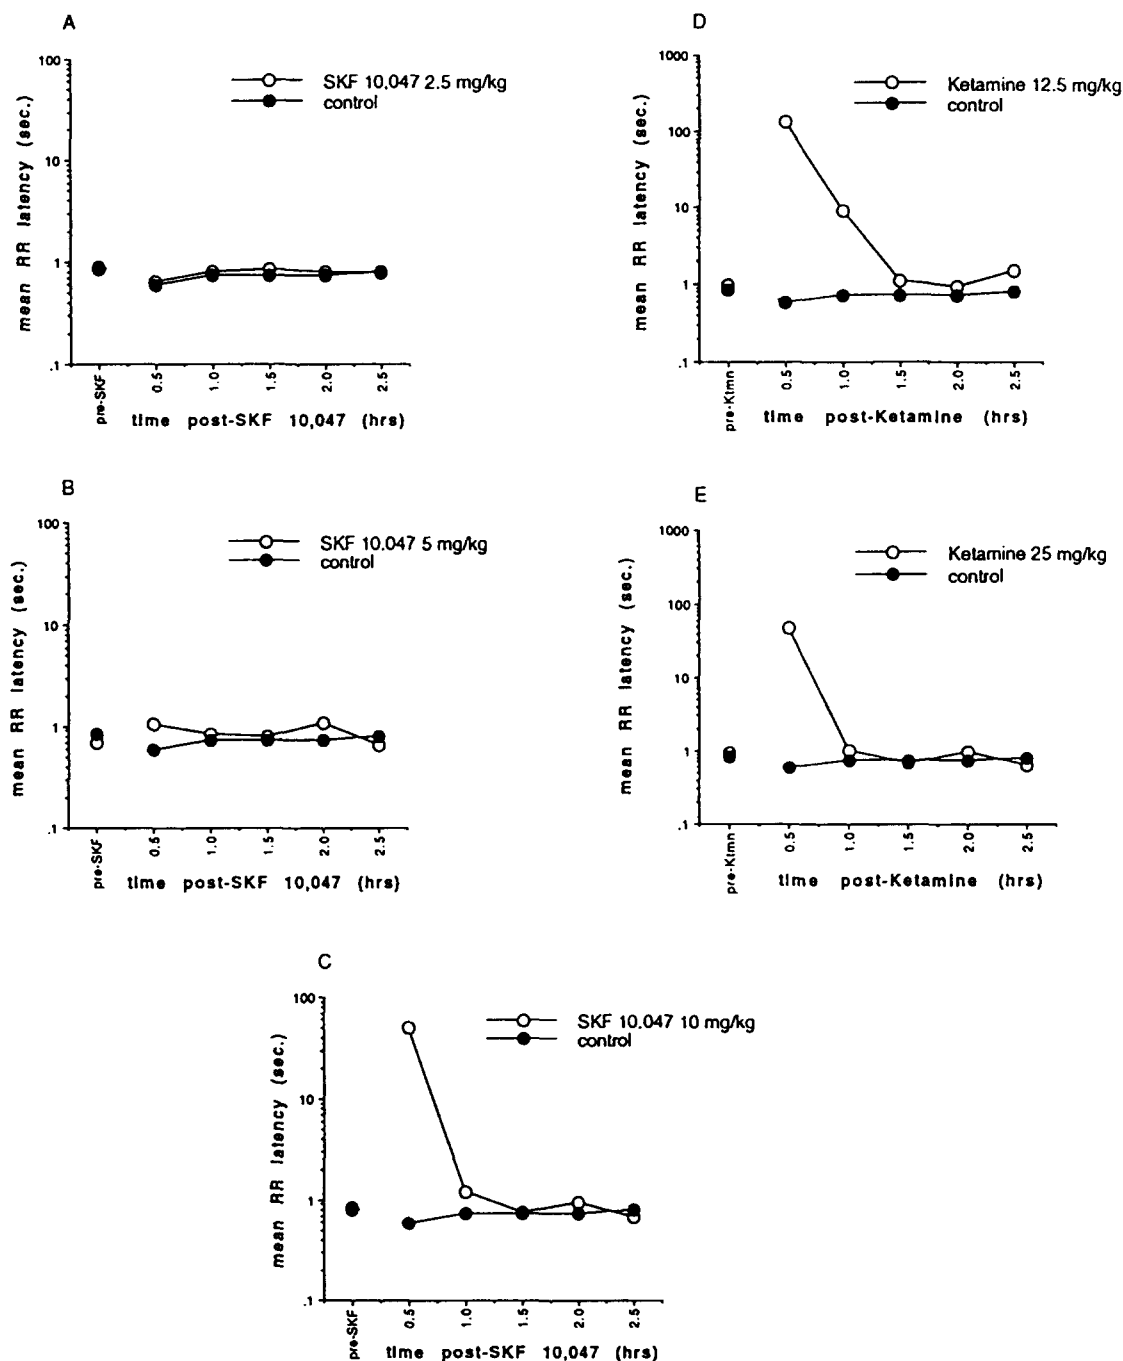 A
mean RR latency (sec.)
100
10
1
.1
SKF 10,047 2.5 mg/kg
control
pre-SKF
0.5
1.0
1.5
2.0
2.5
time post-SKF 10,047 (hrs)
D
mean RR latency (sec.)
1000
100
10
1
.1
Ketamine 12.5 mg/kg
control
pre-Ktmn
0.5
1.0
1.5
2.0
2.5
time post-Ketamine (hrs)
B
mean RR latency (sec.)
100
10
1
.1
SKF 10.047 5 mg/kg
control
pre-SKF
0.5
1.0
1.5
2.0
2.5
time post-SKF 10,047 (hrs)
E
mean RR latency (sec.)
1000
100
10
1
.1
Ketamine 25 mg/kg
control
pre-Ktmn
0.5
1.0
1.5
2.0
2.5
time post-Ketamine (hrs)
C
mean RR latency (sec.)
100
10
1
.1
SKF 10.047 10 mg/kg
control
pre-SKF
0.5
1.0
1.5
2.0
2.5
time post-SKF 10,047 (hrs)